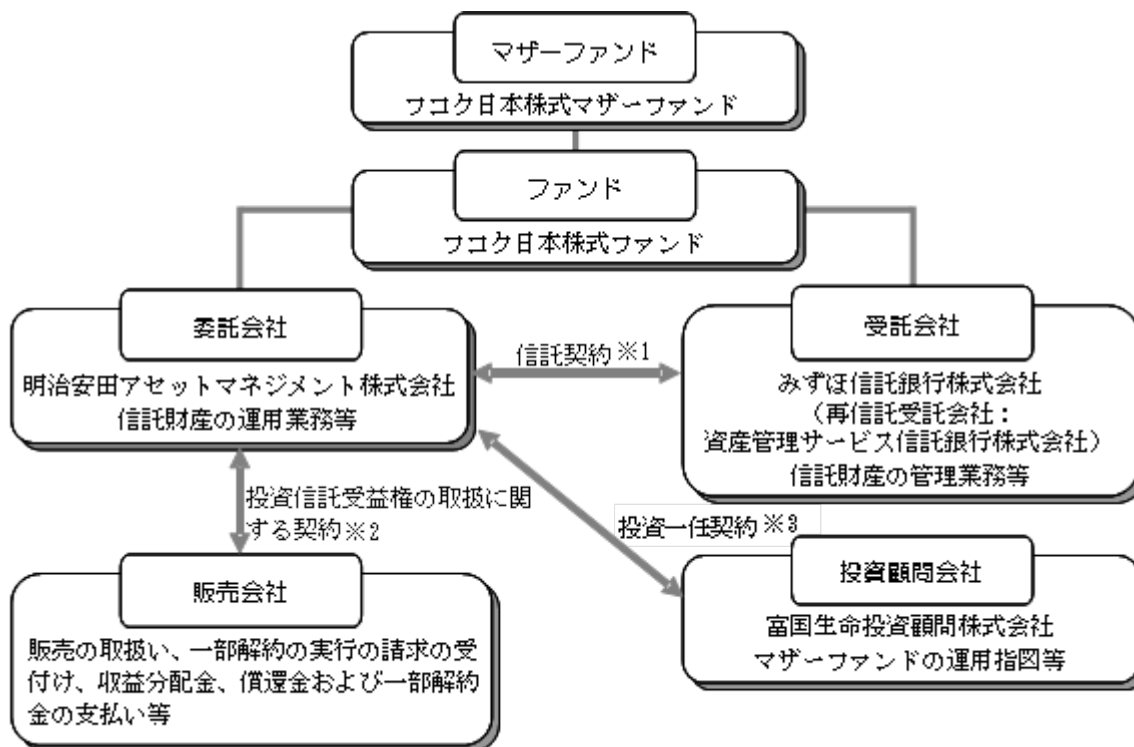 マザーファンド
フコク日本株式マザーファンド
ファンド
フコク日本株式ファンド
委託会社
明治安田アセットマネジメント株式会社
信託財産の運用業務等
信託契約※1
受託会社
みずほ信託銀行株式会社
（再信託受託会社：
資産管理サービス信託銀行株式会社）
信託財産の管理業務等
投資信託受益権の取扱に関
する契約※2
投資一任契約※3
販売会社
販売の取扱い、一部解約の実行の請求の受
付け、収益分配金、償還金および一部解約
金の支払い等
投資顧問会社
富国生命投資顧問株式会社
マザーファンドの運用指図等